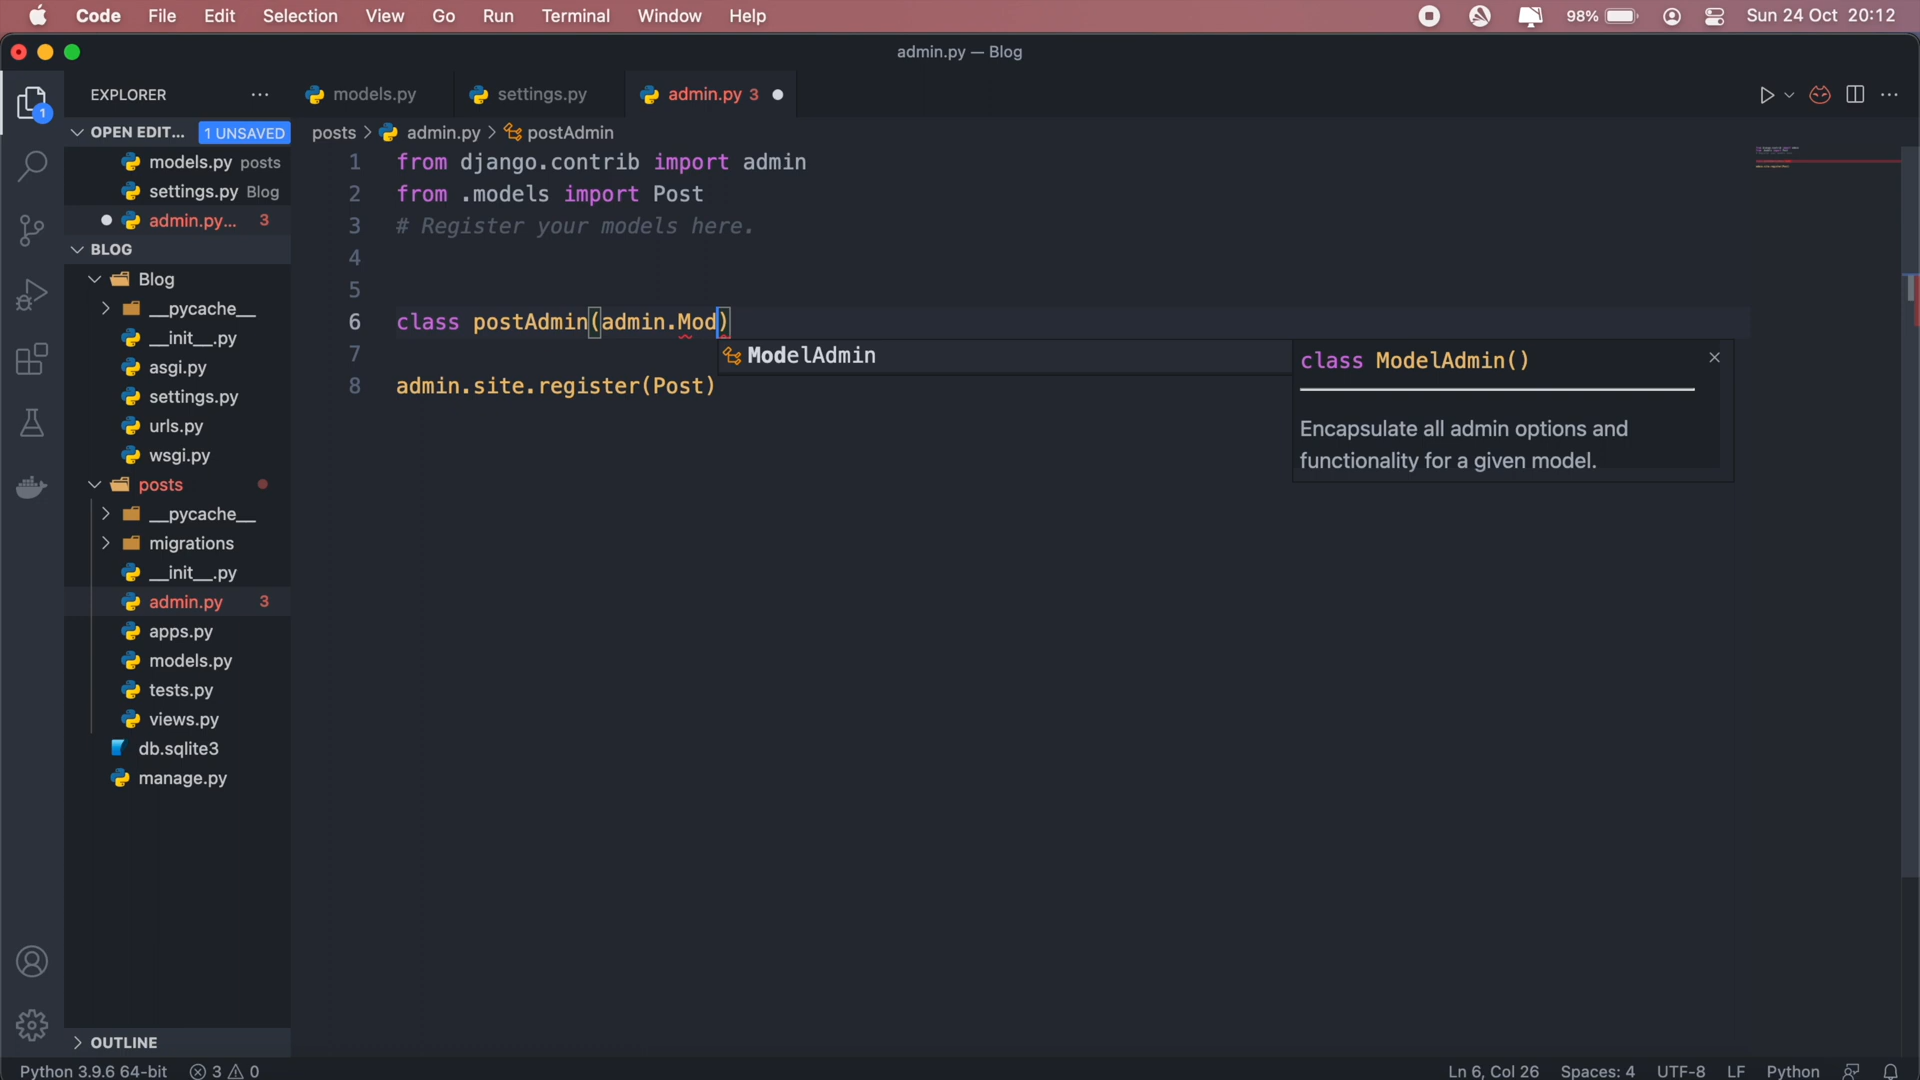 Code File Edit Selection View Go Run Terminal Window Help 98% Sun 24 Oct 20:12
admin.py — Blog
EXPLORER ··· models.py settings.py admin.py 3
OPEN EDIT... 1 UNSAVED
posts > admin.py > postAdmin
models.py posts
settings.py Blog
admin.py... 3
BLOG
Blog
__pycache__
__init__.py
asgi.py
settings.py
urls.py
wsgi.py
posts
__pycache__
migrations
__init__.py
admin.py 3
apps.py
models.py
tests.py
views.py
db.sqlite3
manage.py
OUTLINE
1 from django.contrib import admin
2 from .models import Post
3 # Register your models here.
4
5
6 class postAdmin(admin.Mod)
7
8 admin.site.register(Post)
ModelAdmin
class ModelAdmin()
Encapsulate all admin options and
functionality for a given model.
1
Python 3.9.6 64-bit 3 0 Ln 6, Col 26 Spaces: 4 UTF-8 LF Python